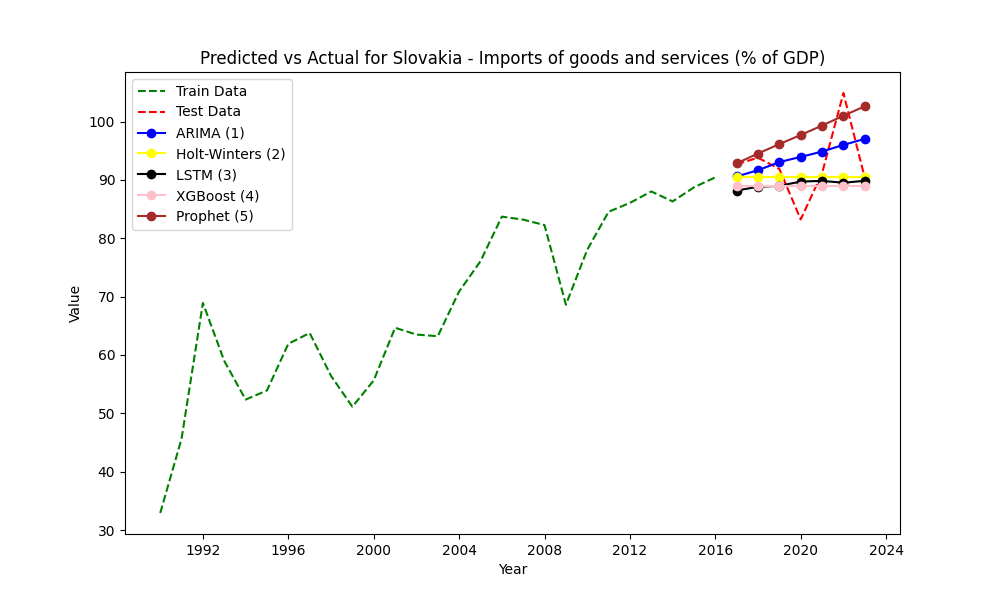 Predicted vs Actual for Slovakia - Imports of goods and services (% of GDP)
Train Data
Test Data
ARIMA (1)
Holt-Winters (2)
LSTM (3)
XGBoost (4)
Prophet (5)
100
90
80
70
60
50
40
30
Value
1992 1996 2000 2004 2008 2012 2016 2020 2024
Year